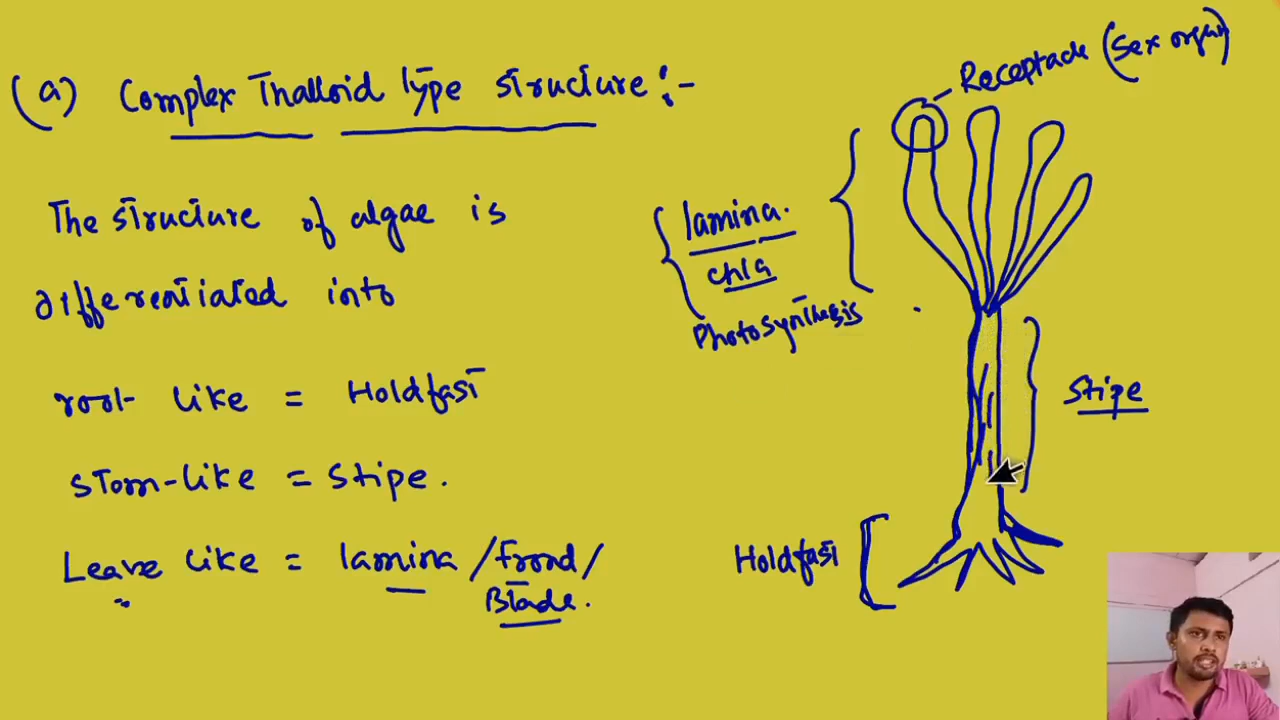 (a) Complex Thalloid Type structure :-
The structure of algae is
differentiated into
root like = Holdfast
stem-like = stipe.
Leave like = lamina / frond /
Blade.
Receptacle (sex organ)
lamina.
chla
Photosynthesis
stipe
Holdfast